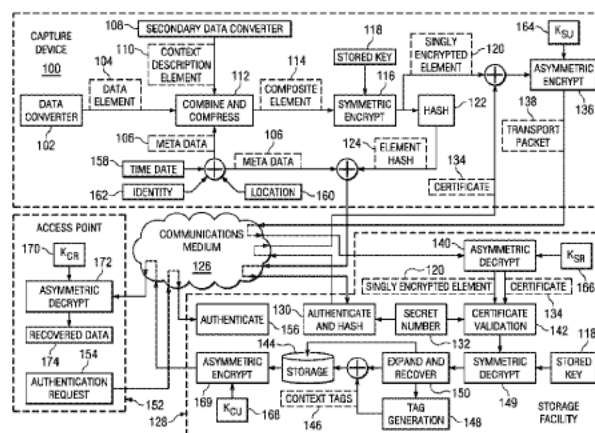 108
SECONDARY DATA CONVERTER
CAPTURE DEVICE
100
110
CONTEXT DESCRIPTION ELEMENT
104
DATA ELEMENT
112
114
COMPOSITE ELEMENT
118
STORED KEY
116
SINGLY ENCRYPTED ELEMENT
120
164
KSU
DATA CONVERTER
102
COMBINE AND COMPRESS
SYMMETRIC ENCRYPT
HASH
122
ASYMMETRIC ENCRYPT
136
138
TRANSPORT PACKET
106
META DATA
106
META DATA
124
ELEMENT HASH
134
CERTIFICATE
158
TIME DATE
162
IDENTITY
LOCATION
160
ACCESS POINT
170
KCR
172
ASYMMETRIC DECRYPT
RECOVERED DATA
174
154
AUTHENTICATION REQUEST
152
COMMUNICATIONS MEDIUM
126
140
ASYMMETRIC DECRYPT
KSR
166
120
SINGLY ENCRYPTED ELEMENT
CERTIFICATE
134
130
AUTHENTICATE
156
AUTHENTICATE AND HASH
SECRET NUMBER
132
CERTIFICATE VALIDATION
142
144
118
ASYMMETRIC ENCRYPT
169
STORAGE
EXPAND AND RECOVER
150
SYMMETRIC DECRYPT
149
STORED KEY
KCU
168
128
CONTEXT TAGS
146
TAG GENERATION
148
STORAGE FACILITY